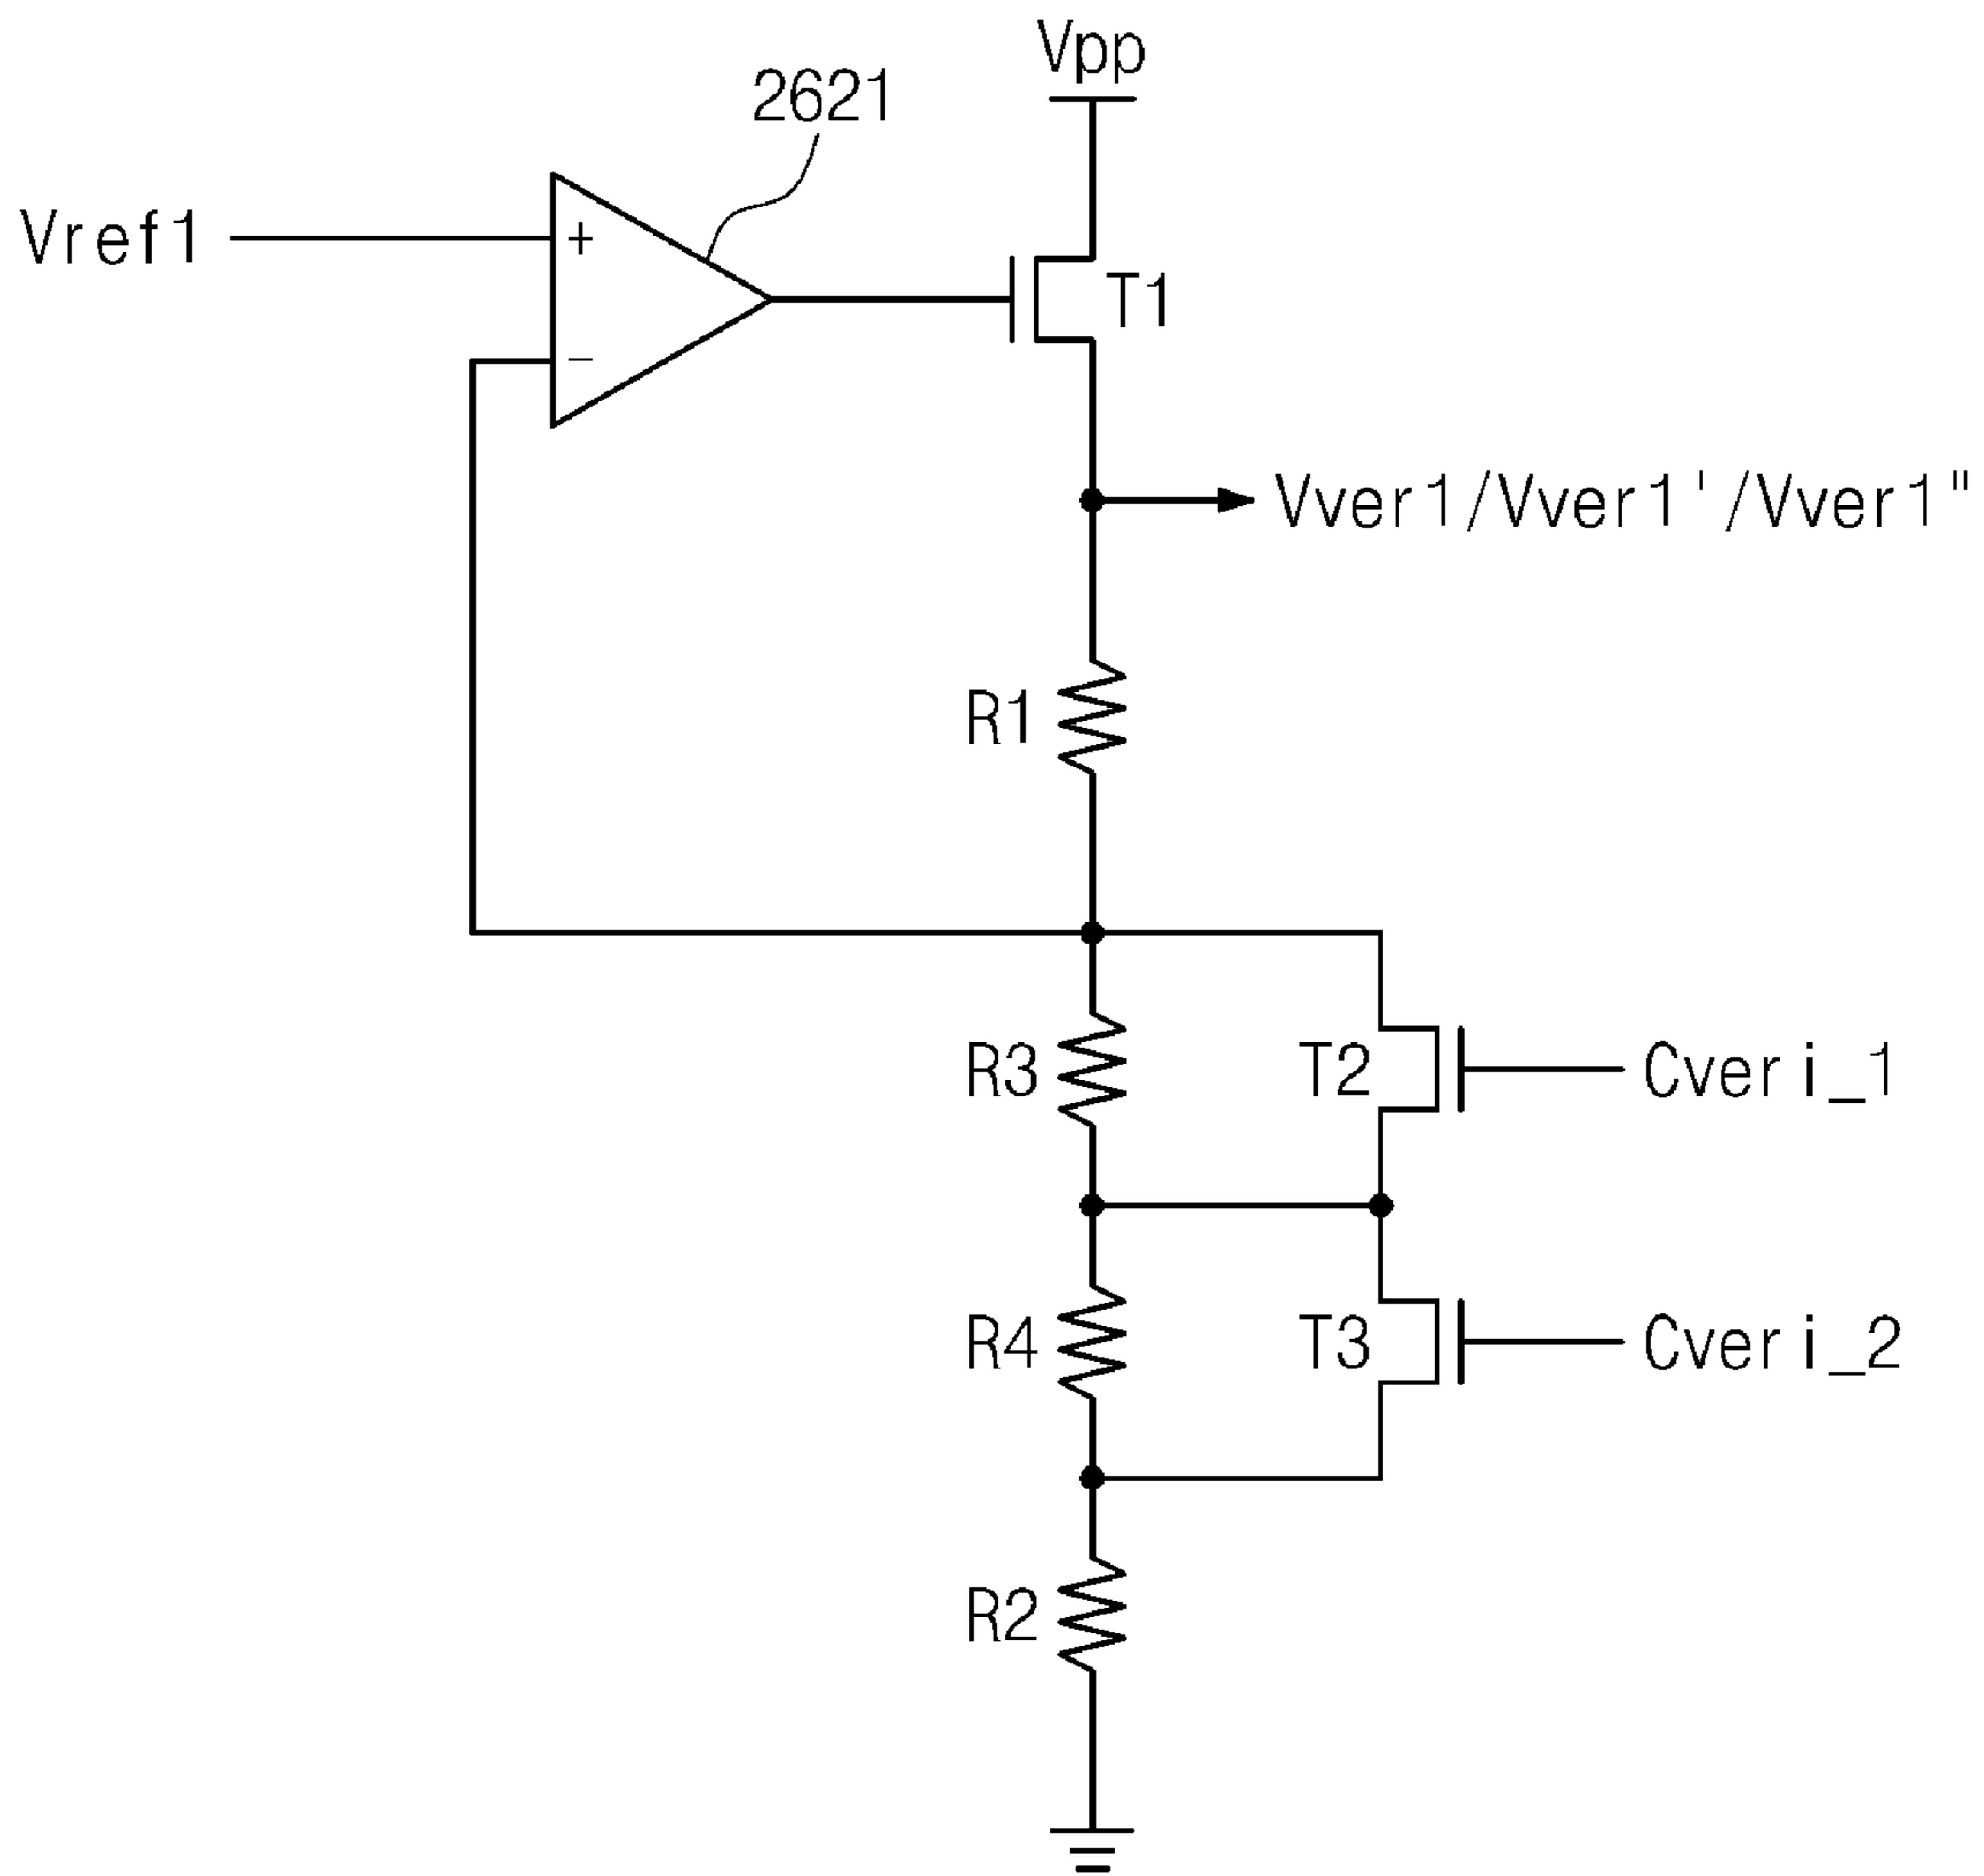 Vpp
2621
Vref1
+
T1
−
Vver1/Vver1'/Vver1"
R1
R3
T2
Cveri_1
R4
T3
Cveri_2
R2